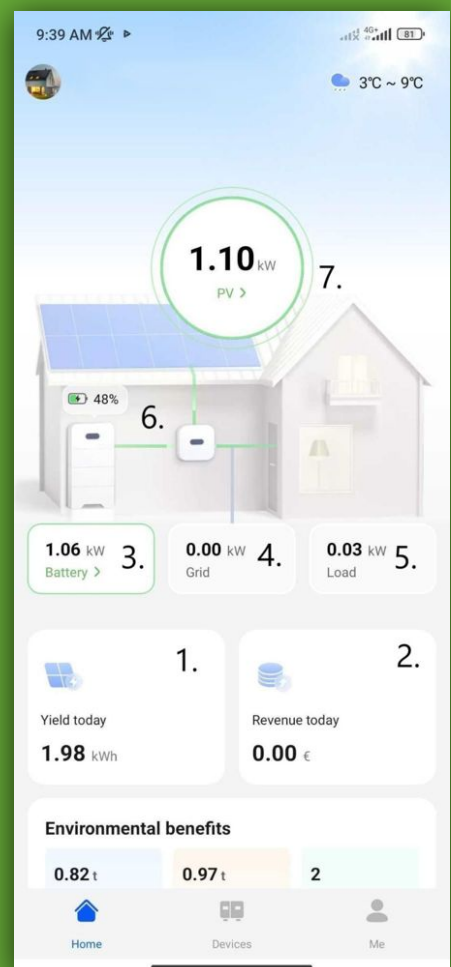 9:39 AM
4G+
81
3℃ ~ 9℃
1.10 kW
PV >
7.
48%
6.
1.06 kW
Battery >
3.
0.00 kW
Grid
4.
0.03 kW
Load
5.
1.
Yield today
1.98 kWh
2.
Revenue today
0.00 €
Environmental benefits
0.82 t
0.97 t
2
Home
Devices
Me